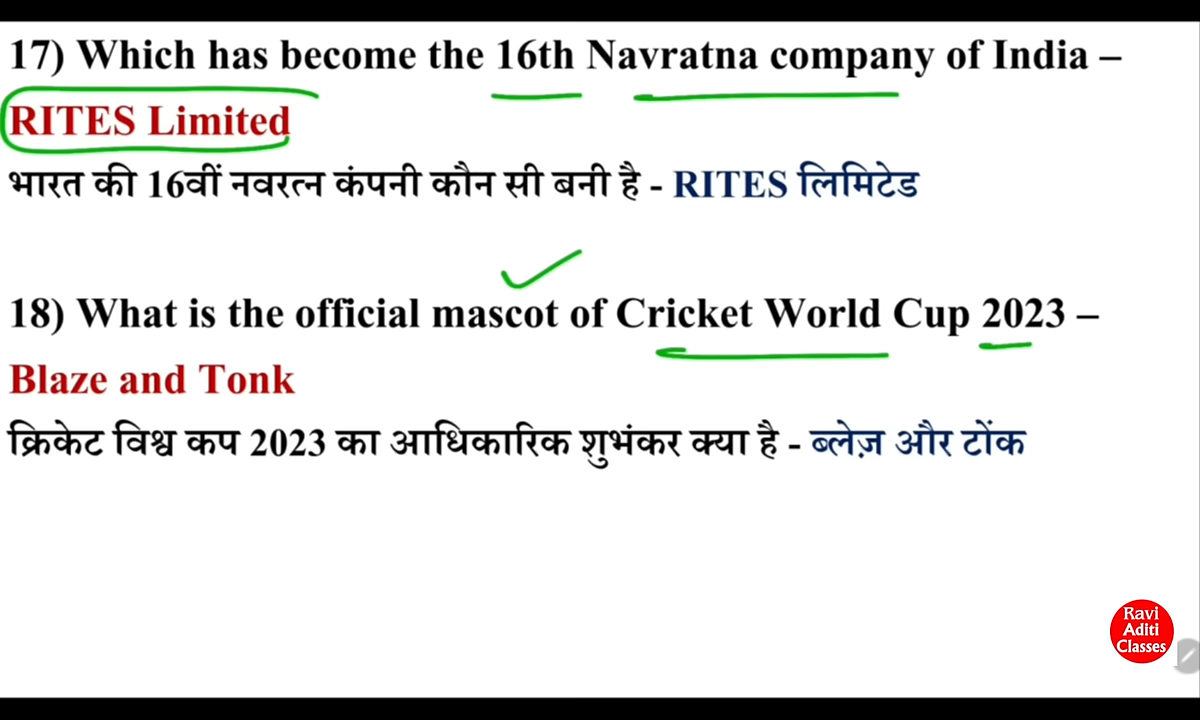 17) Which has become the 16th Navratna company of India –
RITES Limited
भारत की 16वीं नवरत्न कंपनी कौन सी बनी है - RITES लिमिटेड
18) What is the official mascot of Cricket World Cup 2023 –
Blaze and Tonk
क्रिकेट विश्व कप 2023 का आधिकारिक शुभंकर क्या है - ब्लेज़ और टोंक
Ravi
Aditi
Classes